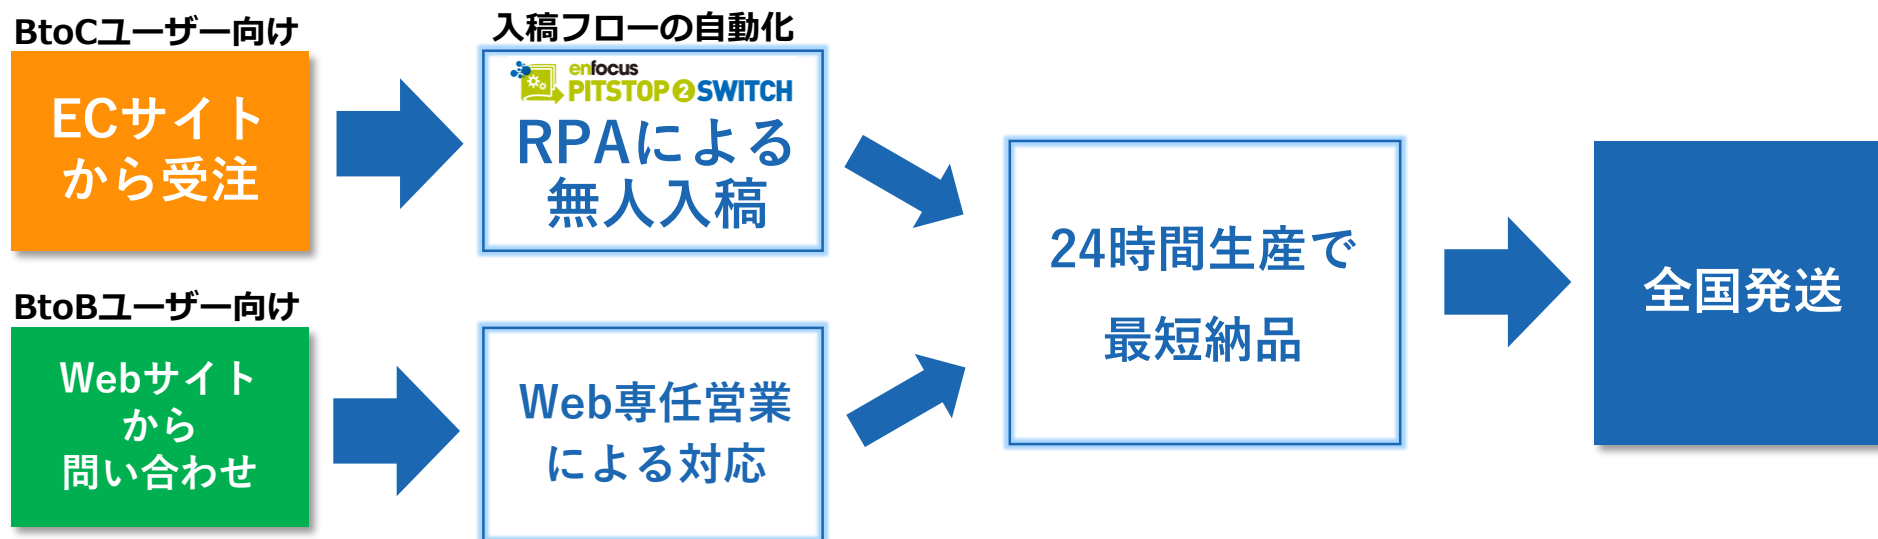 BtoCユーザー向け
ECサイト
から受注
入稿フローの自動化
enfocus
PITSTOP 2 SWITCH
RPAによる
無人入稿
BtoBユーザー向け
Webサイト
から
問い合わせ
Web専任営業
による対応
24時間生産で
最短納品
全国発送